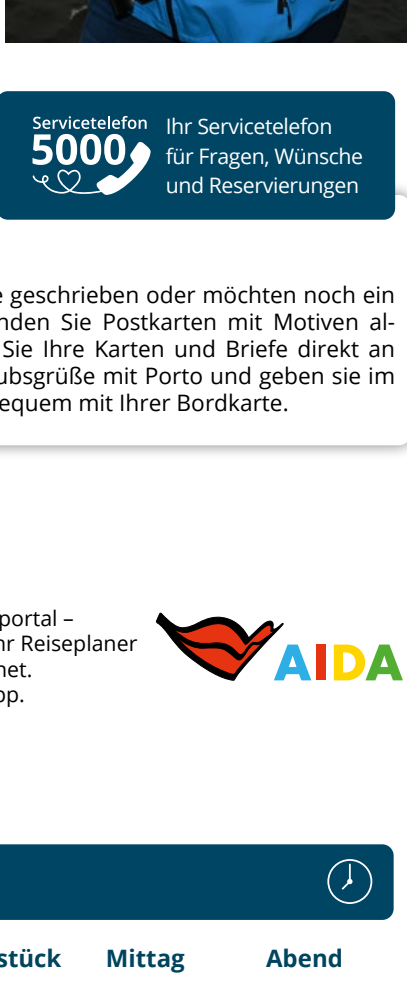 Servicetelefon
5000
Ihr Servicetelefon
für Fragen, Wünsche
und Reservierungen
geschrieben oder möchten noch ein
nden Sie Postkarten mit Motiven al-
Sie Ihre Karten und Briefe direkt an
ubsgrüße mit Porto und geben sie im
equem mit Ihrer Bordkarte.
portal –
hr Reiseplaner
net.
pp.
AIDA
stück Mittag Abend